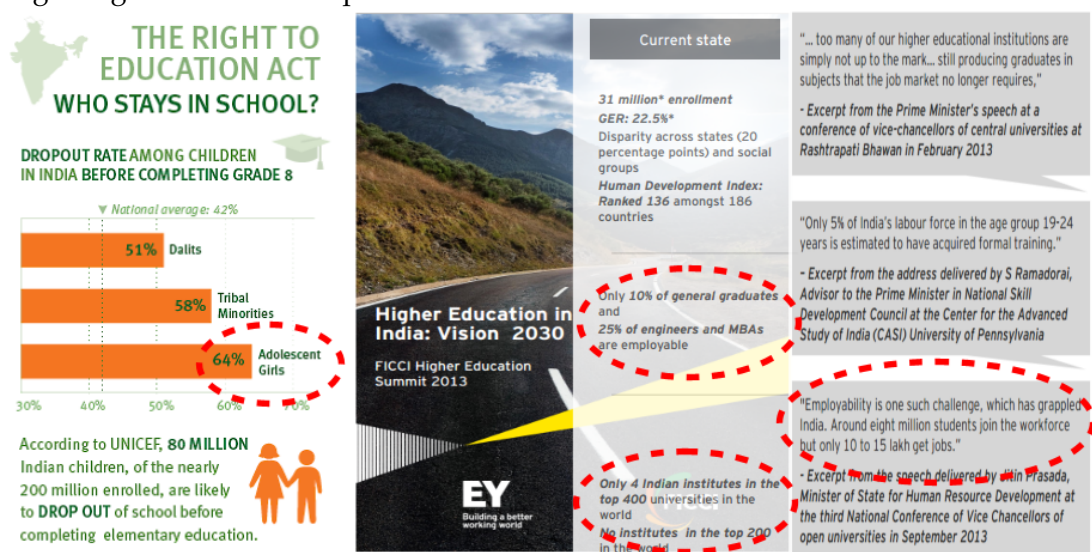 THE RIGHT TO
EDUCATION ACT
WHO STAYS IN SCHOOL?
DROPOUT RATE AMONG CHILDREN
IN INDIA BEFORE COMPLETING GRADE 8
▼ National average: 42%
51% Dalits
58% Tribal
Minorities
64% Adolescent
Girls
30% 40% 50% 60% 70%
According to UNICEF, 80 MILLION
Indian children, of the nearly
200 million enrolled, are likely
to DROP OUT of school before
completing elementary education.
Higher Education in
India: Vision 2030
FICCI Higher Education
Summit 2013
EY
Building a better
working world
Current state
31 million* enrollment
GER: 22.5%*
Disparity across states (20
percentage points) and social
groups
Human Development Index:
Ranked 136 amongst 186
countries
Only 10% of general graduates
and
25% of engineers and MBAs
are employable
Only 4 Indian institutes in the
top 400 universities in the
world
FICCI
No institutes in the top 200
in the world
"... too many of our higher educational institutions are
simply not up to the mark... still producing graduates in
subjects that the job market no longer requires,"
- Excerpt from the Prime Minister's speech at a
conference of vice-chancellors of central universities at
Rashtrapati Bhawan in February 2013
"Only 5% of India's labour force in the age group 19-24
years is estimated to have acquired formal training."
- Excerpt from the address delivered by S Ramadorai,
Advisor to the Prime Minister in National Skill
Development Council at the Center for the Advanced
Study of India (CASI) University of Pennsylvania
"Employability is one such challenge, which has grappled
India. Around eight million students join the workforce
but only 10 to 15 lakh get jobs."
- Excerpt from the speech delivered by Jitin Prasada,
Minister of State for Human Resource Development at
the third National Conference of Vice Chancellors of
open universities in September 2013